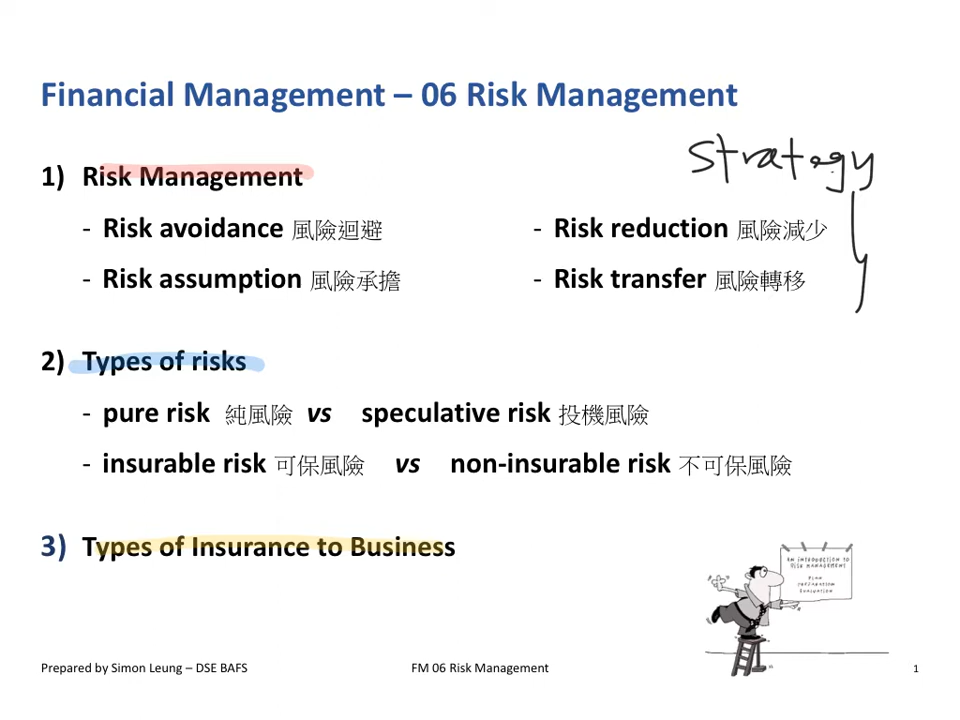 Financial Management – 06 Risk Management
Strategy
1) Risk Management
- Risk avoidance 風險迴避
- Risk reduction 風險減少
- Risk assumption 風險承擔
- Risk transfer 風險轉移
2) Types of risks
- pure risk 純風險 vs speculative risk 投機風險
- insurable risk 可保風險 vs non-insurable risk 不可保風險
3) Types of Insurance to Business
AN INTRODUCTION TO
RISK MANAGEMENT
PLAN
PREPARATION
EVALUATION
Prepared by Simon Leung – DSE BAFS
FM 06 Risk Management
1